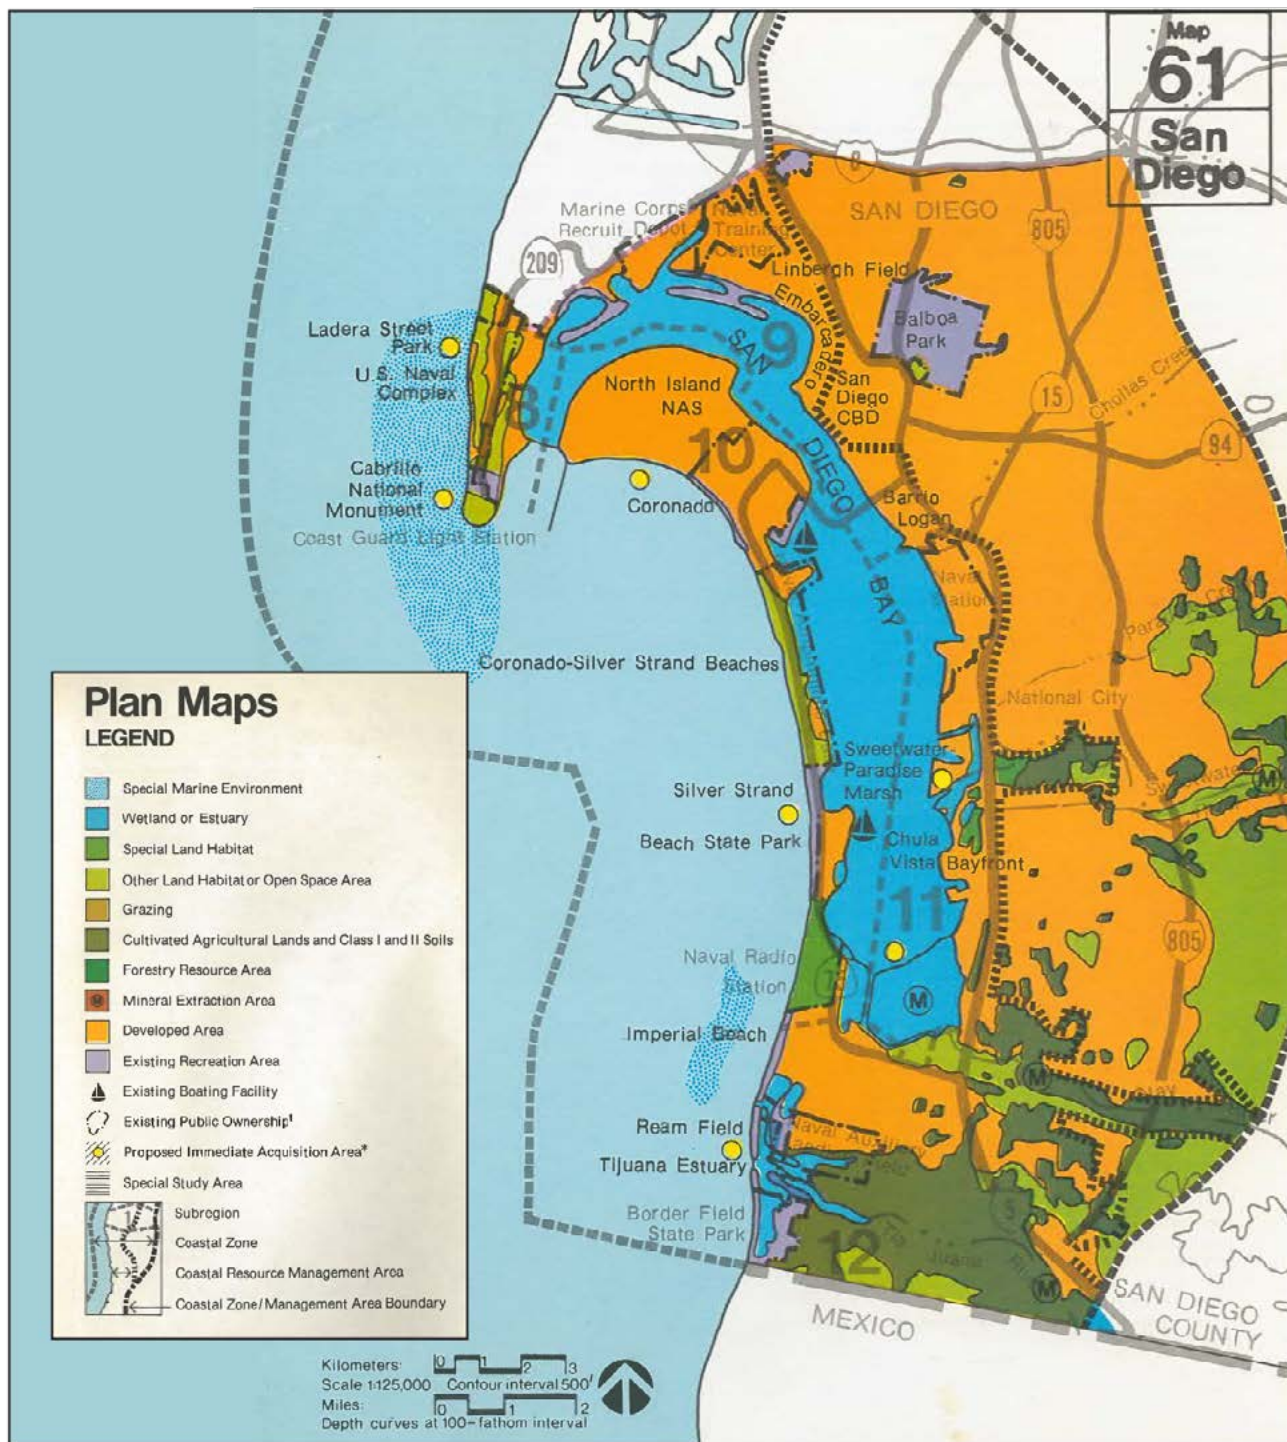 Map
61
San
Diego
8
SAN DIEGO
805
Marine Corps
Recruit Depot
Naval
Training
Center
209
Linbergh Field
Embarcadero
Balboa
Park
Ladera Street
Park
U.S. Naval
Complex
SAN
9
San
Diego
CBD
15
Chollas Creek
94
North Island
NAS
8
10
DIEGO
Cabrillo
National
Monument
Coronado
Barrio
Logan
Coast Guard Light Station
BAY
Naval
Station
Coronado-Silver Strand Beaches
National City
Sweetwater-
Paradise
Marsh
Sweetwater
M
Silver Strand
Beach State Park
Chula
Vista Bayfront
11
805
Naval Radio
Station
M
Imperial Beach
M
Otay
Ream Field
Naval Auxiliary
Tijuana Estuary
Border Field
State Park
12
5
M
MEXICO
SAN DIEGO
COUNTY
Plan Maps
LEGEND
Special Marine Environment
Wetland or Estuary
Special Land Habitat
Other Land Habitat or Open Space Area
Grazing
Cultivated Agricultural Lands and Class I and II Soils
Forestry Resource Area
M Mineral Extraction Area
Developed Area
Existing Recreation Area
Existing Boating Facility
Existing Public Ownership¹
Proposed Immediate Acquisition Area*
Special Study Area
1 Subregion
Coastal Zone
Coastal Resource Management Area
Coastal Zone/Management Area Boundary
Kilometers: 0 1 2 3
Scale 1:125,000 Contour interval 500'
Miles: 0 1 2
Depth curves at 100-fathom interval